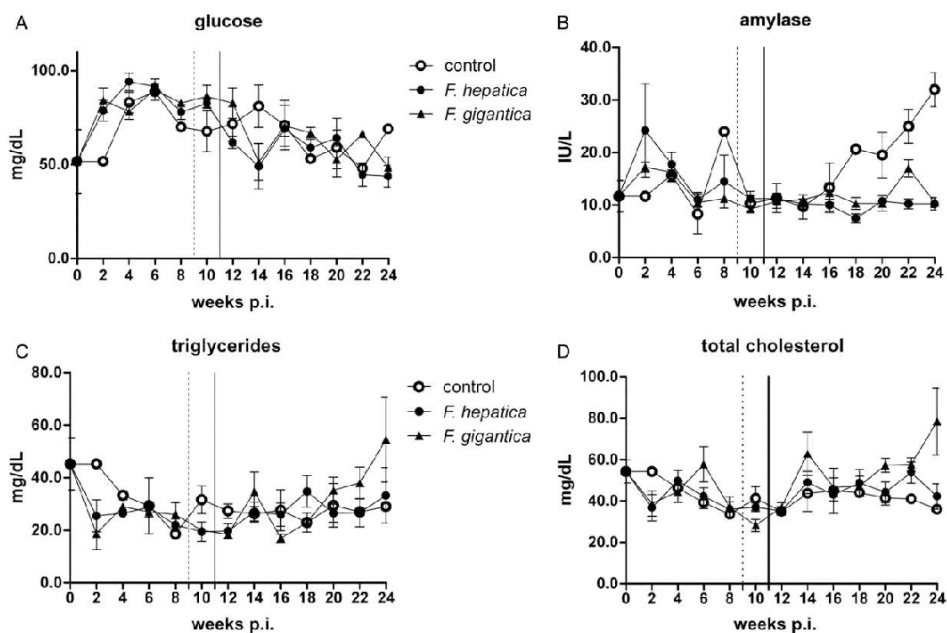 A
glucose
mg/dL
100.0
50.0
0.0
0 2 4 6 8 10 12 14 16 18 20 22 24
weeks p.i.
control
F. hepatica
F. gigantica
B
amylase
IU/L
40.0
30.0
20.0
10.0
0.0
0 2 4 6 8 10 12 14 16 18 20 22 24
weeks p.i.
C
triglycerides
mg/dL
80.0
60.0
40.0
20.0
0.0
0 2 4 6 8 10 12 14 16 18 20 22 24
weeks p.i.
control
F. hepatica
F. gigantica
D
total cholesterol
mg/dL
100.0
80.0
60.0
40.0
20.0
0.0
0 2 4 6 8 10 12 14 16 18 20 22 24
weeks p.i.